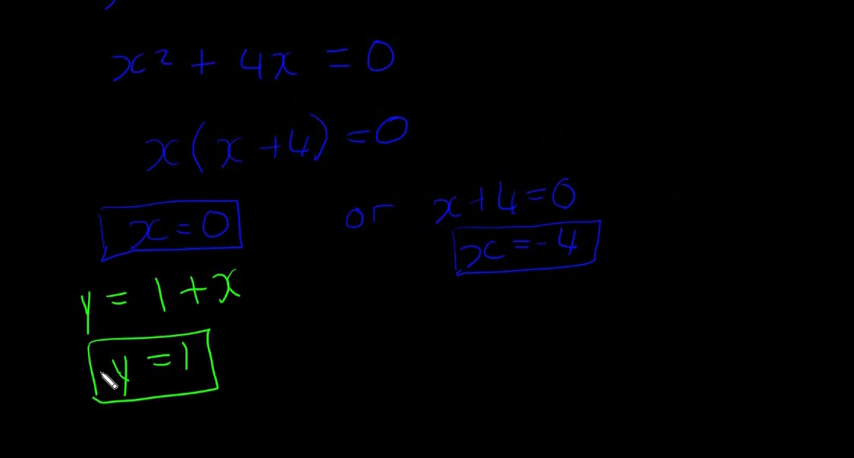 x² + 4x = 0
x(x+4) = 0
x = 0 or x+4=0
x = -4
y = 1 + x
y = 1